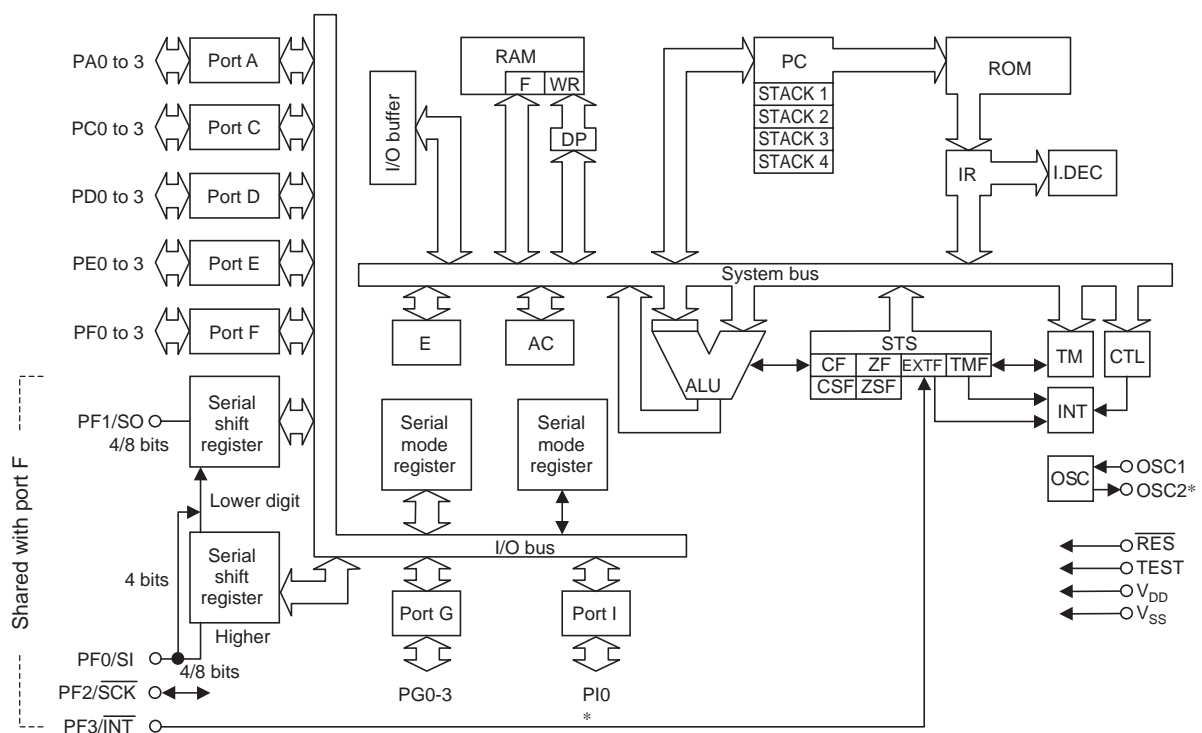 PA0 to 3
Port A
PC0 to 3
Port C
PD0 to 3
Port D
PE0 to 3
Port E
PF0 to 3
Port F
Shared with port F
PF1/SO
4/8 bits
Serial
shift
register
Lower digit
4 bits
Serial
shift
register
Higher
PF0/SI
4/8 bits
PF2/SCK
PF3/INT
I/O buffer
RAM
F
WR
DP
PC
STACK 1
STACK 2
STACK 3
STACK 4
ROM
IR
I.DEC
System bus
E
AC
ALU
STS
CF
ZF
EXTF
TMF
CSF
ZSF
TM
CTL
INT
OSC
OSC1
OSC2*
RES
TEST
VDD
VSS
Serial
mode
register
Serial
mode
register
I/O bus
Port G
Port I
PG0-3
PI0
*